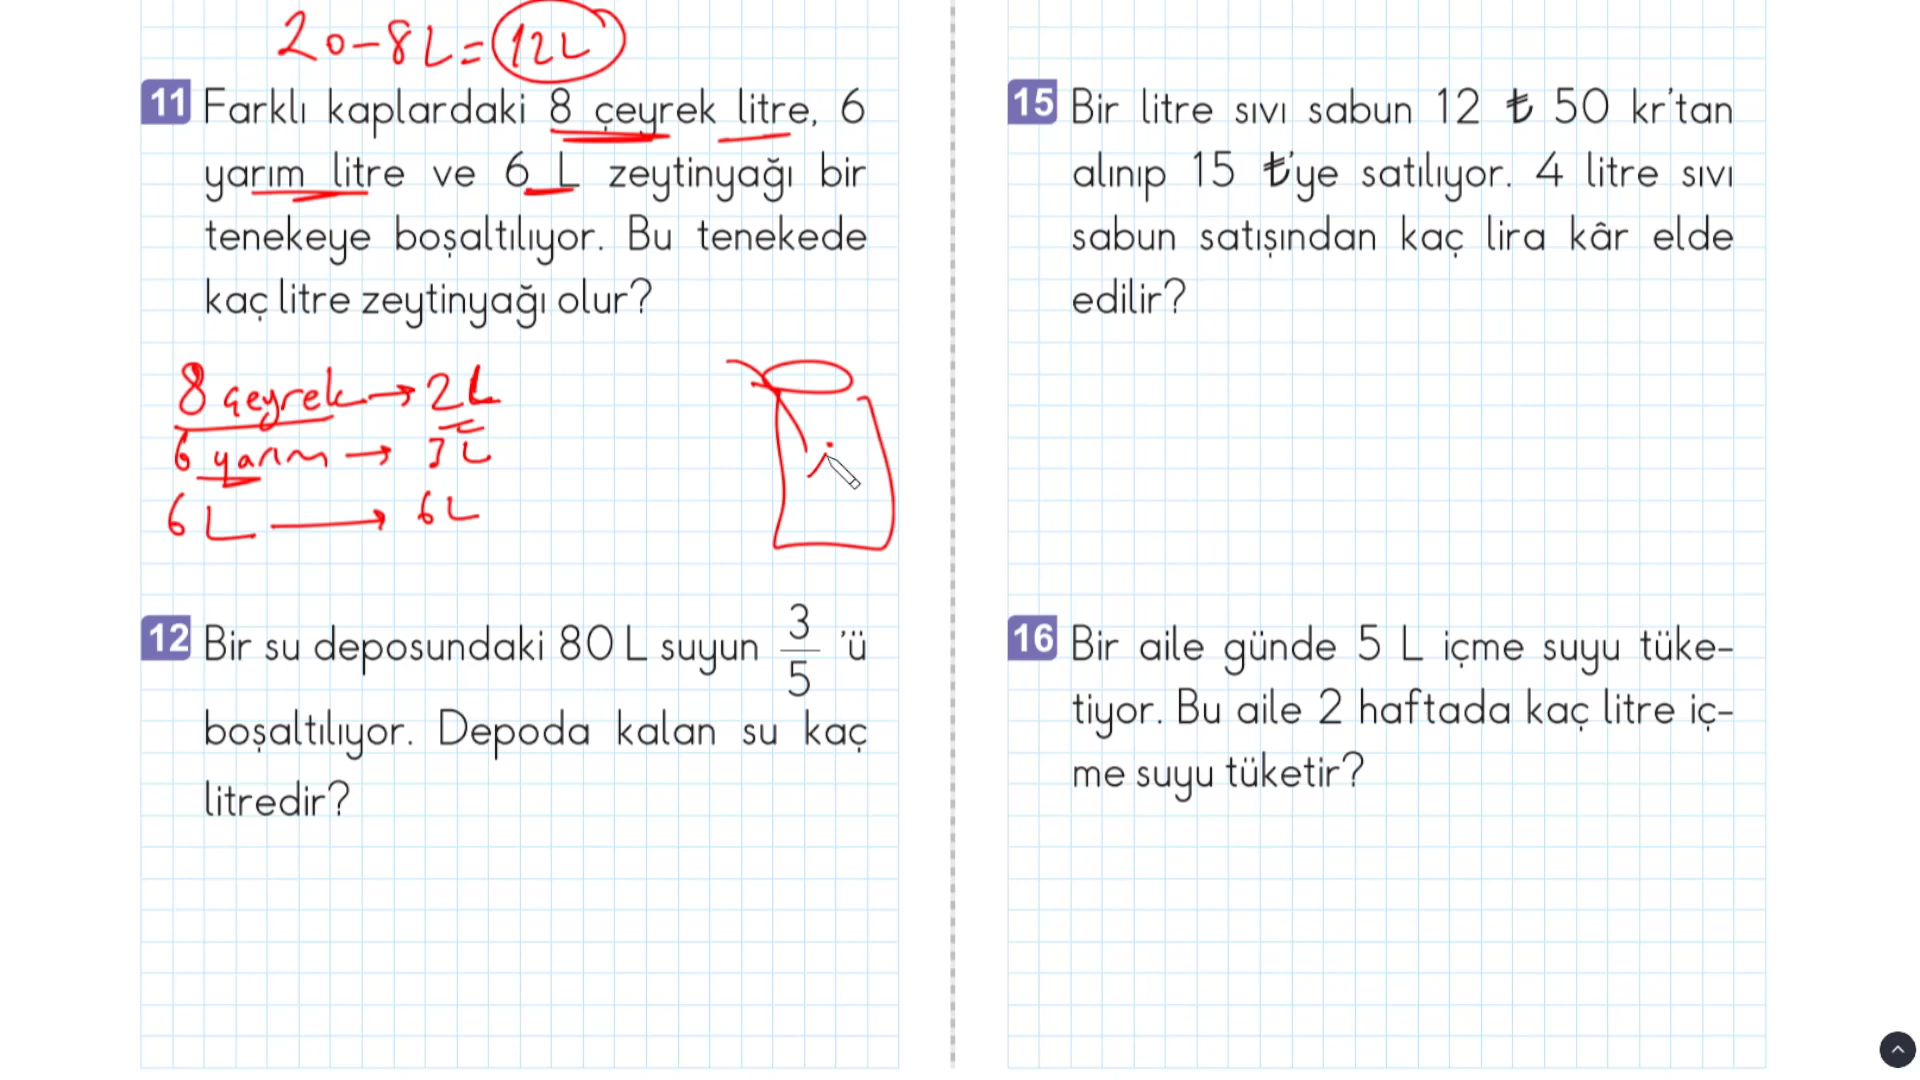 20-8L=12L
11 Farklı kaplardaki 8 çeyrek litre, 6
yarım litre ve 6 L zeytinyağı bir
tenekeye boşaltılıyor. Bu tenekede
kaç litre zeytinyağı olur?
8 çeyrek→2L
6 yarım→3L
6L→6L
12 Bir su deposundaki 80 L suyun 3/5 'ü
boşaltılıyor. Depoda kalan su kaç
litredir?
15 Bir litre sıvı sabun 12 ₺ 50 kr'tan
alınıp 15 ₺'ye satılıyor. 4 litre sıvı
sabun satışından kaç lira kâr elde
edilir?
16 Bir aile günde 5 L içme suyu tüke-
tiyor. Bu aile 2 haftada kaç litre iç-
me suyu tüketir?